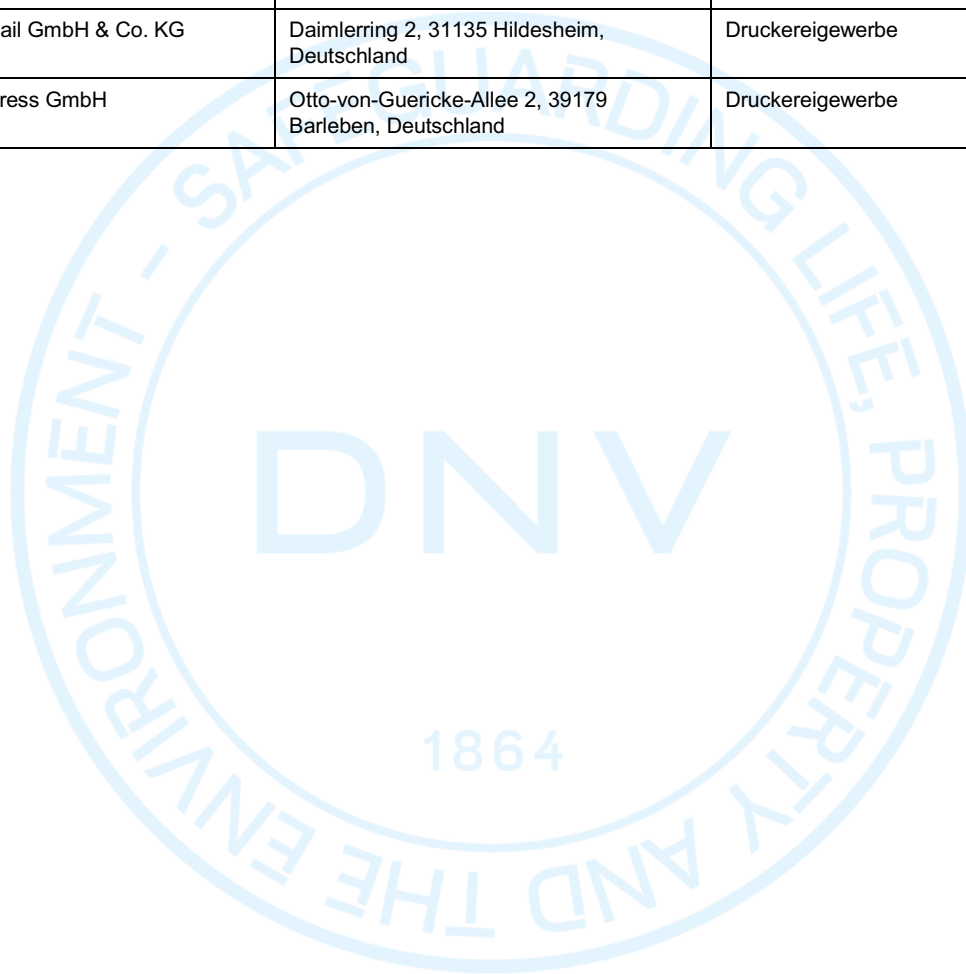 ail GmbH & Co. KG
Daimlerring 2, 31135 Hildesheim,
Deutschland
Druckereigewerbe
ress GmbH
Otto-von-Guericke-Allee 2, 39179
Barleben, Deutschland
Druckereigewerbe
SAFEGUARDING LIFE, PROPERTY AND THE ENVIRONMENT -
DNV
1864